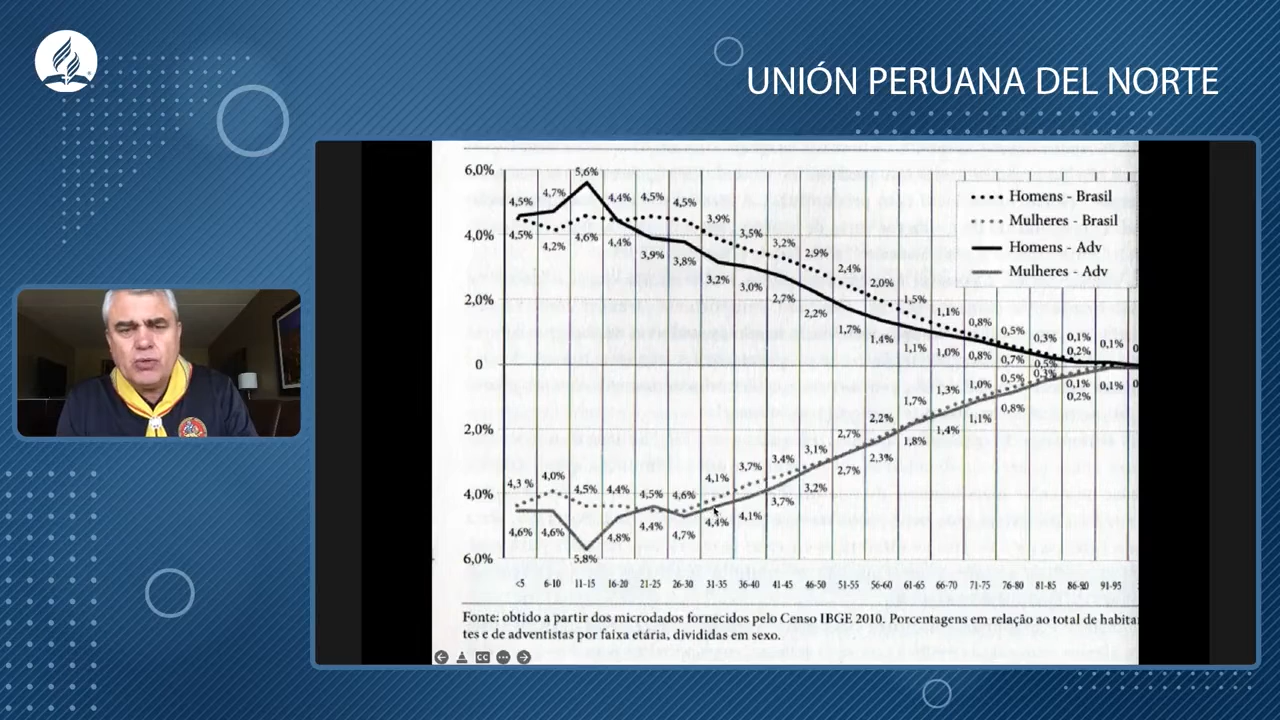 UNIÓN PERUANA DEL NORTE
6,0%
4,0%
2,0%
0
2,0%
4,0%
6,0%
Homens - Brasil
Mulheres - Brasil
Homens - Adv
Mulheres - Adv
4,5% 4,7% 5,6% 4,4% 4,5% 4,5% 3,9% 3,5% 3,2% 2,9% 2,4% 2,0% 1,5% 1,1% 0,8% 0,5% 0,3% 0,1% 0,1%
4,5% 4,2% 4,6% 4,4% 3,9% 3,8% 3,2% 3,0% 2,7% 2,2% 1,7% 1,4% 1,1% 1,0% 0,8% 0,7% 0,5% 0,2%
4,3 % 4,0% 4,5% 4,4% 4,5% 4,6% 4,1% 3,7% 3,4% 3,1% 2,7% 2,2% 1,7% 1,3% 1,0% 0,5% 0,3% 0,1% 0,1%
4,6% 4,6% 5,8% 4,8% 4,4% 4,7% 4,4% 4,1% 3,7% 3,2% 2,7% 2,3% 1,8% 1,4% 1,1% 0,8% 0,2%
<5 6-10 11-15 16-20 21-25 26-30 31-35 36-40 41-45 46-50 51-55 56-60 61-65 66-70 71-75 76-80 81-85 86-90 91-95
Fonte: obtido a partir dos microdados fornecidos pelo Censo IBGE 2010. Porcentagens em relação ao total de habita
tes e de adventistas por faixa etária, divididas em sexo.
CC